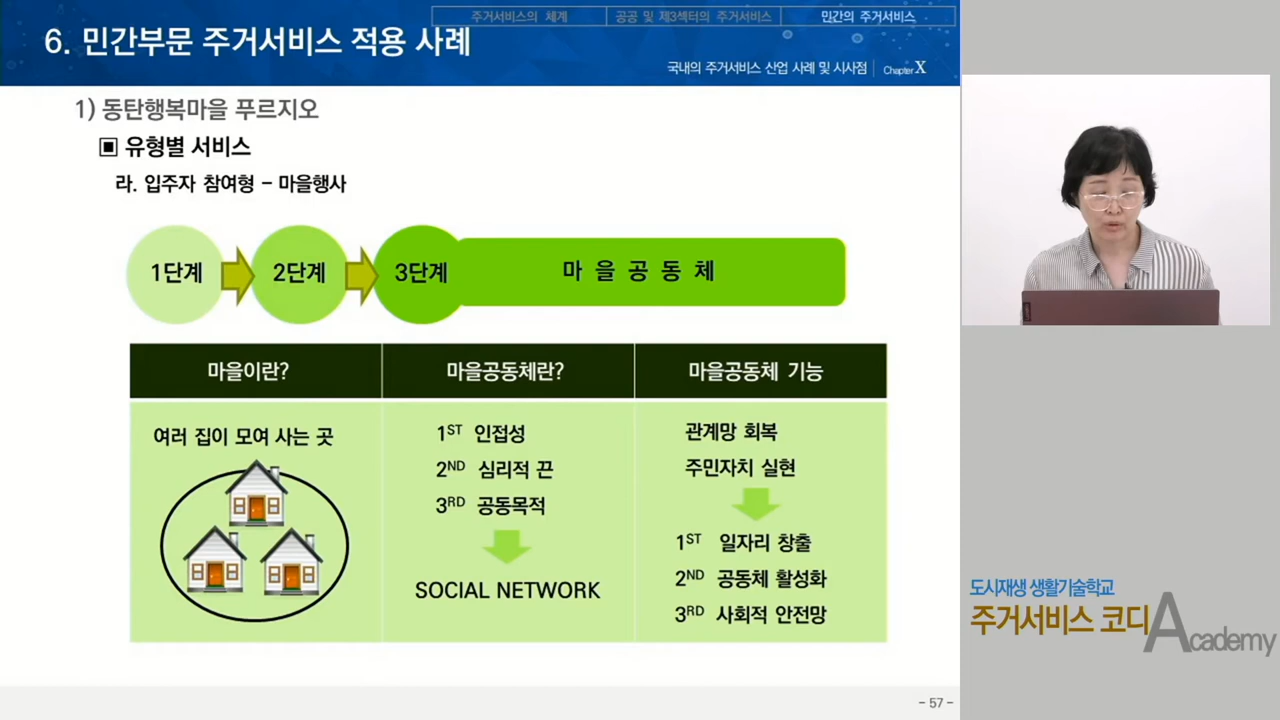 주거서비스의 체계
공공 및 제3섹터의 주거서비스
민간의 주거서비스
6. 민간부문 주거서비스 적용 사례
국내의 주거서비스 산업 사례 및 시사점
Chapter X
1) 동탄행복마을 푸르지오
▣ 유형별 서비스
라. 입주자 참여형 – 마을행사
1단계
2단계
3단계
마을공동체
마을이란?
마을공동체란?
마을공동체 기능
여러 집이 모여 사는 곳
1ST 인접성
2ND 심리적 끈
3RD 공동목적
SOCIAL NETWORK
관계망 회복
주민자치 실현
1ST 일자리 창출
2ND 공동체 활성화
3RD 사회적 안전망
도시재생 생활기술학교
주거서비스 코디 Academy
- 57 -